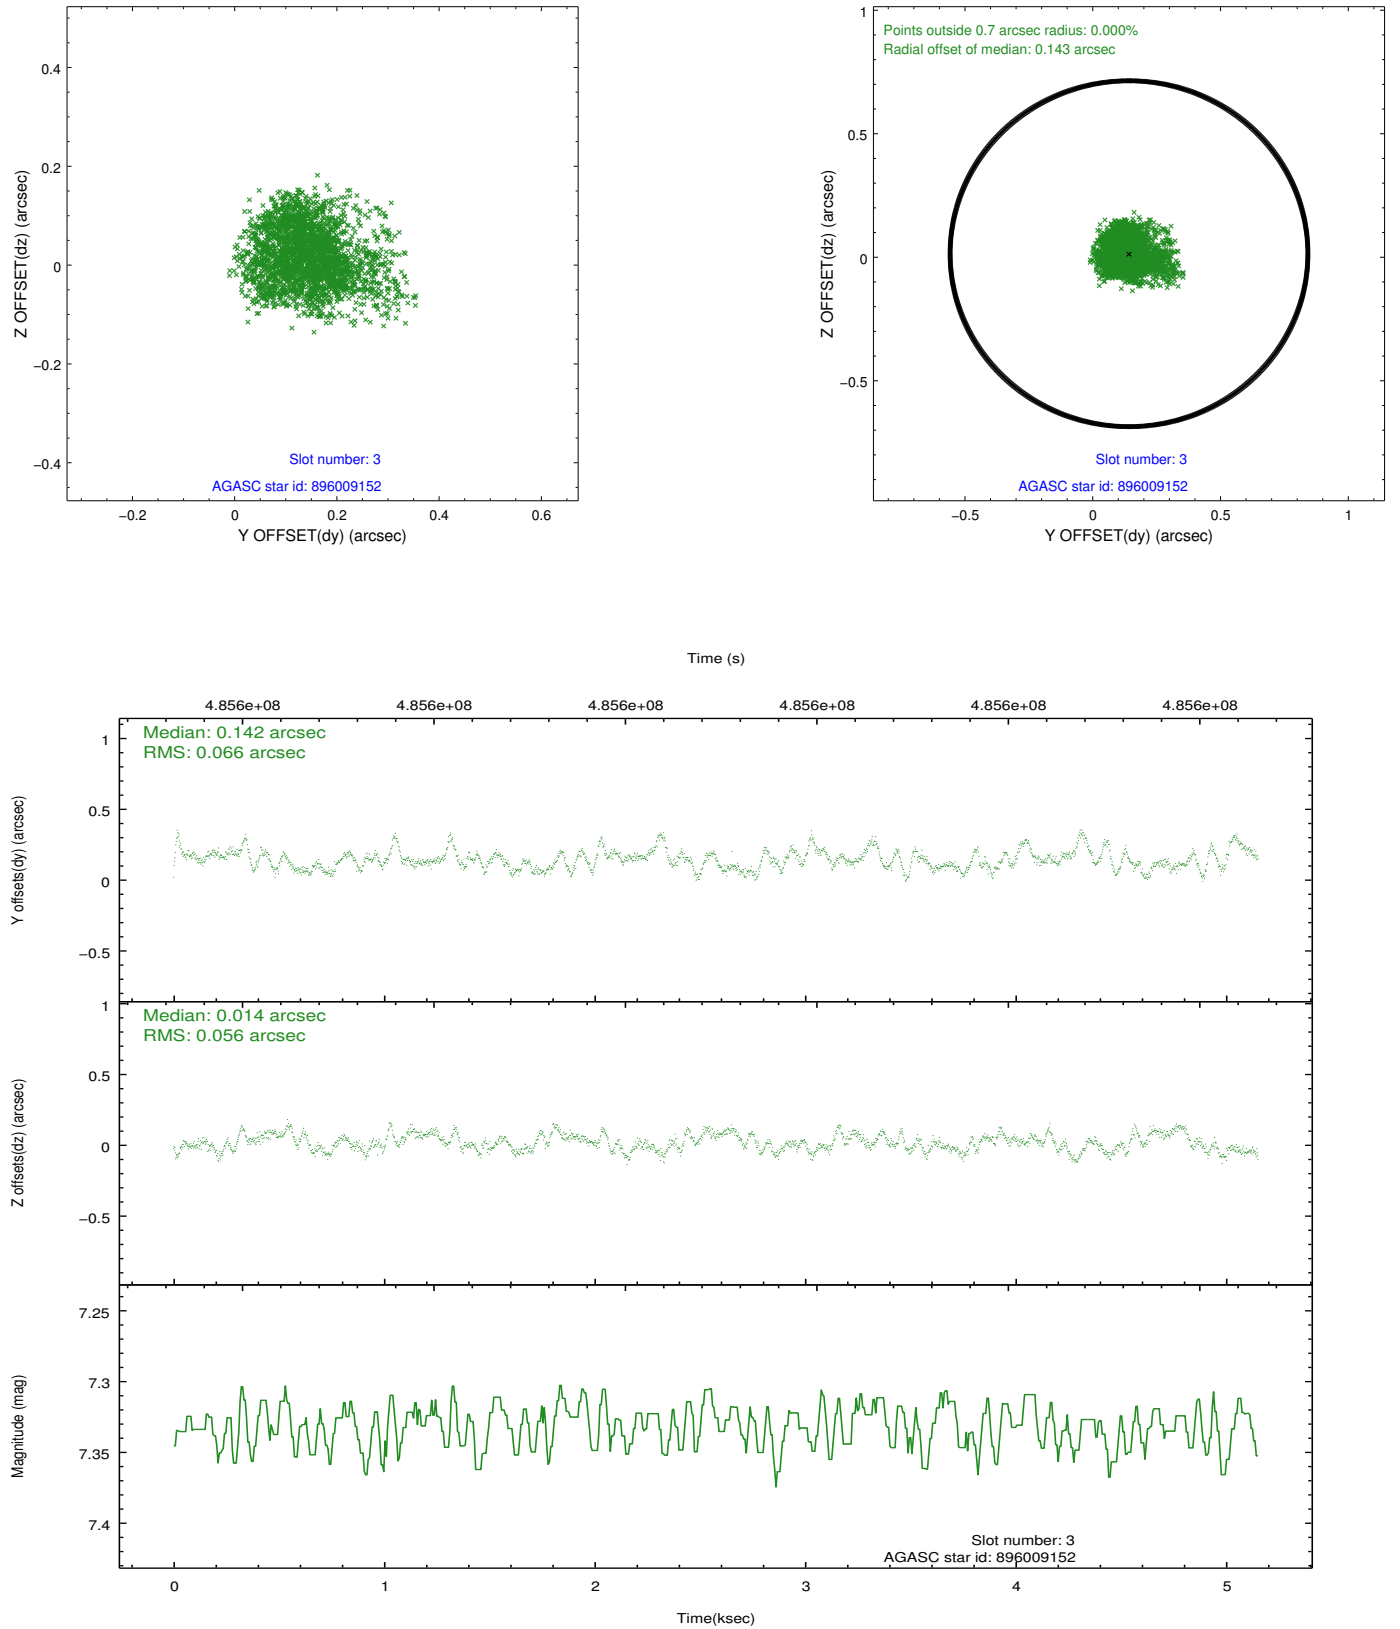 0.4
0.2
0
−0.2
−0.4
Z OFFSET(dz) (arcsec)
Slot number: 3
AGASC star id: 896009152
−0.2 0 0.2 0.4 0.6
Y OFFSET(dy) (arcsec)
1
0.5
0
−0.5
Z OFFSET(dz) (arcsec)
Points outside 0.7 arcsec radius: 0.000%
Radial offset of median: 0.143 arcsec
Slot number: 3
AGASC star id: 896009152
−0.5 0 0.5 1
Y OFFSET(dy) (arcsec)
Time (s)
4.856e+08 4.856e+08 4.856e+08 4.856e+08 4.856e+08 4.856e+08
Median: 0.142 arcsec
RMS: 0.066 arcsec
1
0.5
0
−0.5
Y offsets(dy) (arcsec)
Median: 0.014 arcsec
RMS: 0.056 arcsec
1
0.5
0
−0.5
Z offsets(dz) (arcsec)
7.25
7.3
7.35
7.4
Magnitude (mag)
Slot number: 3
AGASC star id: 896009152
0 1 2 3 4 5
Time(ksec)